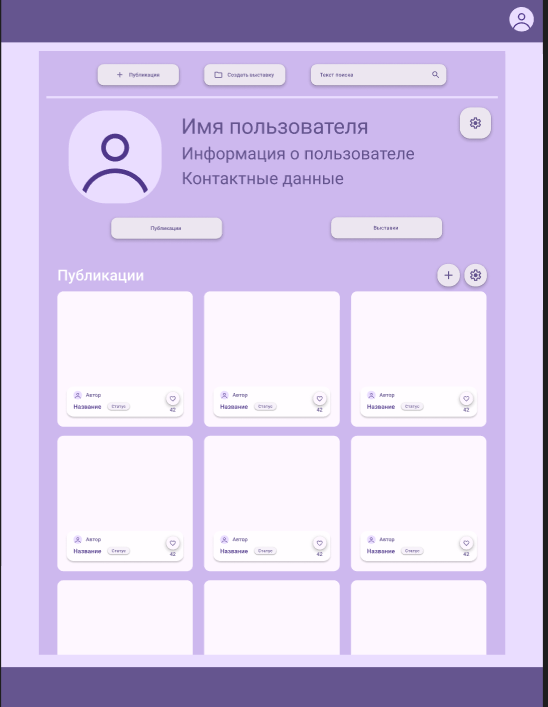 Публикации
Создать выставку
Текст поиска
Имя пользователя
Информация о пользователе
Контактные данные
Публикации
Выставки
Публикации
Автор
Название
Статус
42
Автор
Название
Статус
42
Автор
Название
Статус
42
Автор
Название
Статус
42
Автор
Название
Статус
42
Автор
Название
Статус
42